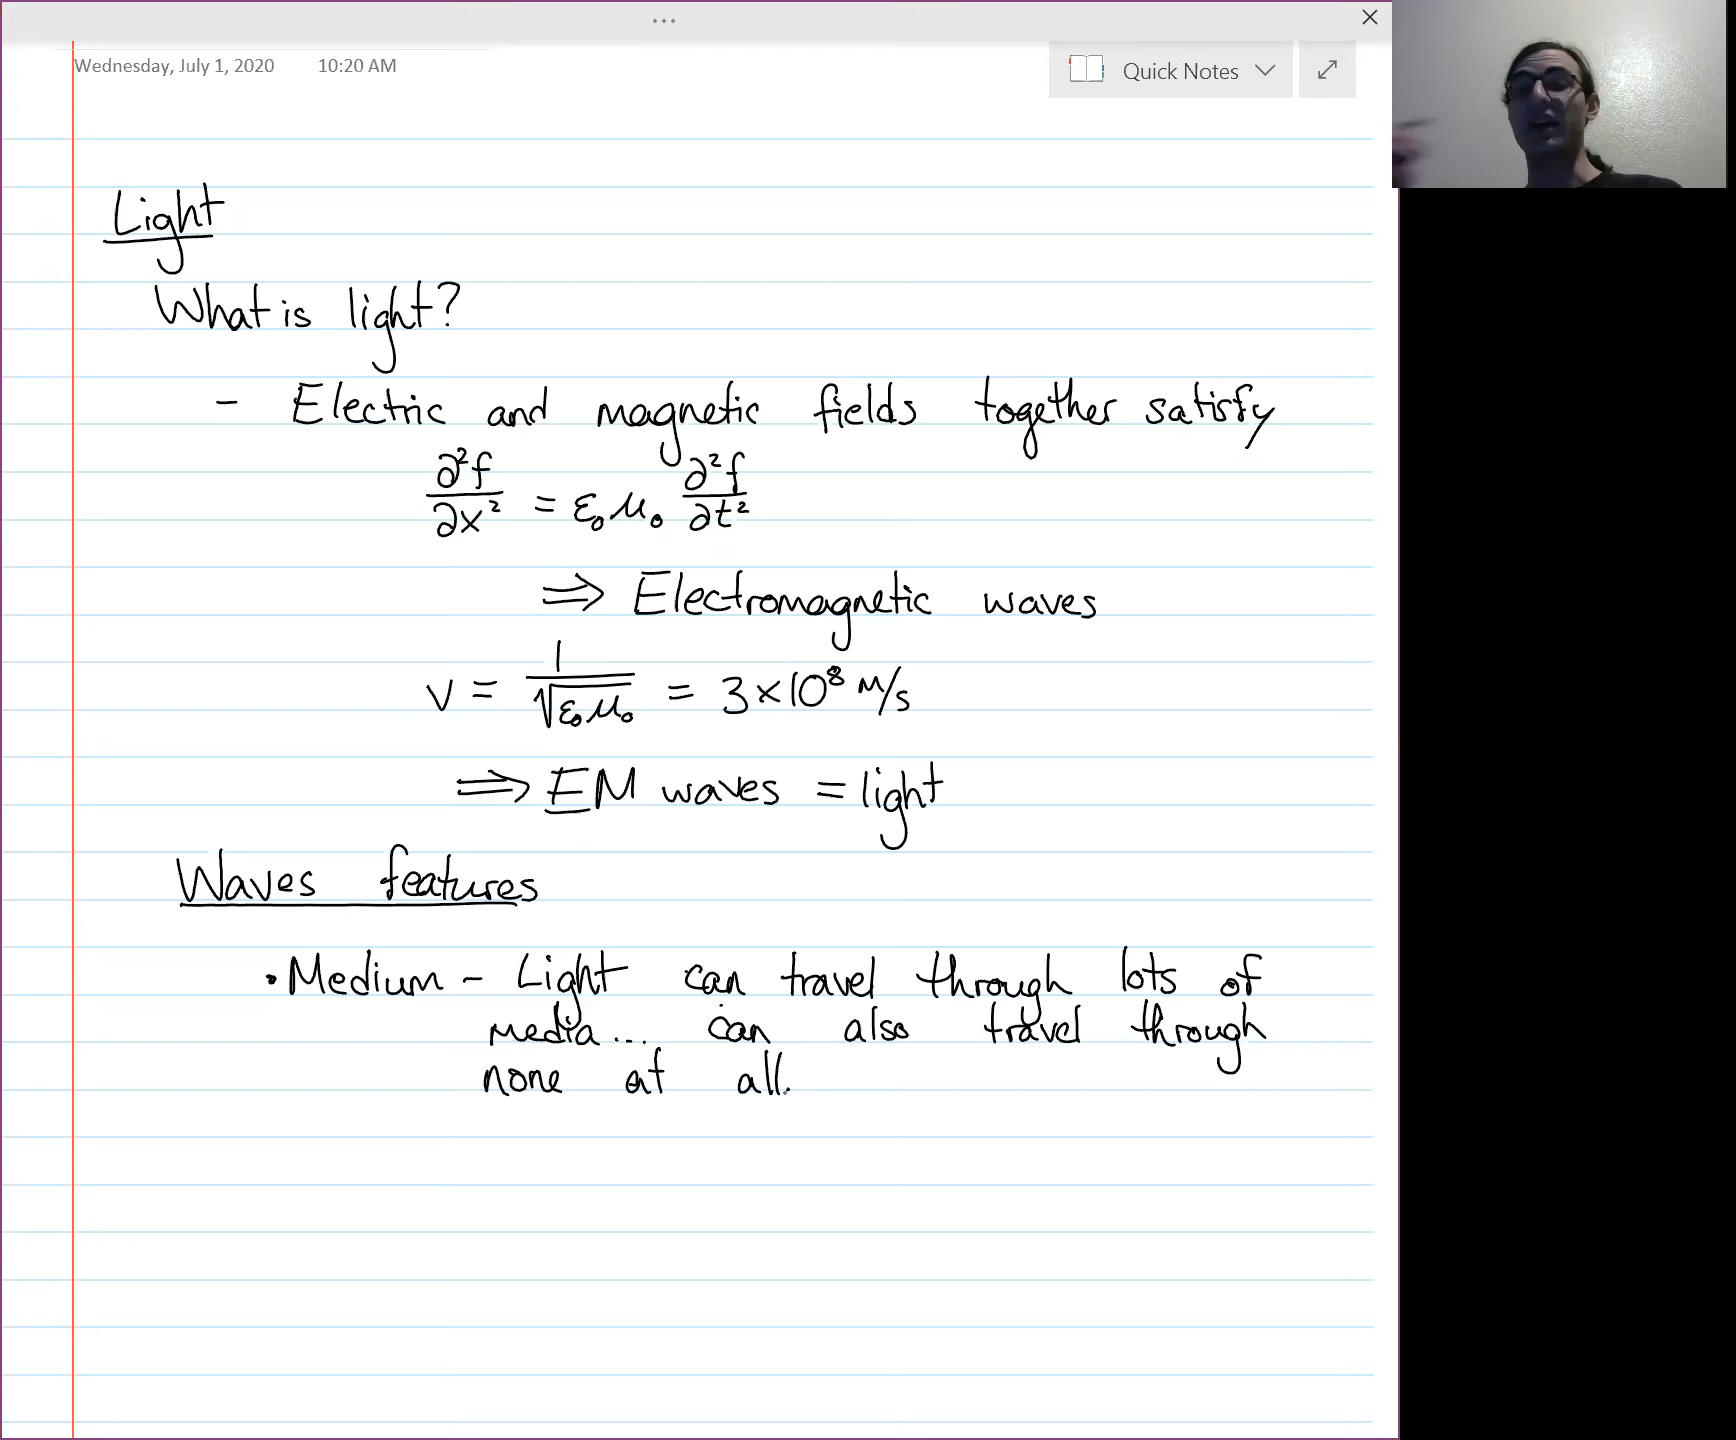 Wednesday, July 1, 2020 10:20 AM
Quick Notes
Light
What is light?
- Electric and magnetic fields together satisfy
∂²f/∂x² = ε₀μ₀ ∂²f/∂t²
⇒ Electromagnetic waves
v = 1/√ε₀μ₀ = 3×10⁸ m/s
⇒ EM waves = light
Waves features
• Medium - Light can travel through lots of
media... can also travel through
none at all.